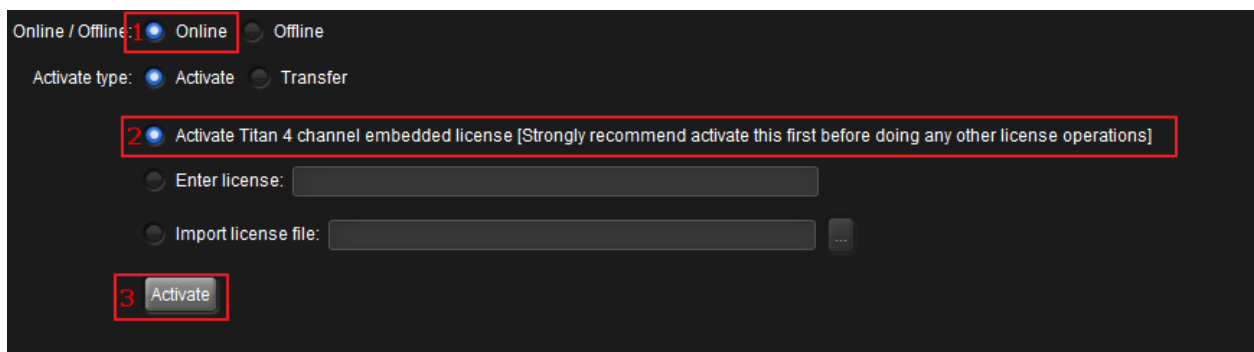 Online / Offline: 1 Online Offline
Activate type: Activate Transfer
2 Activate Titan 4 channel embedded license [Strongly recommend activate this first before doing any other license operations]
Enter license:
Import license file: ...
3 Activate